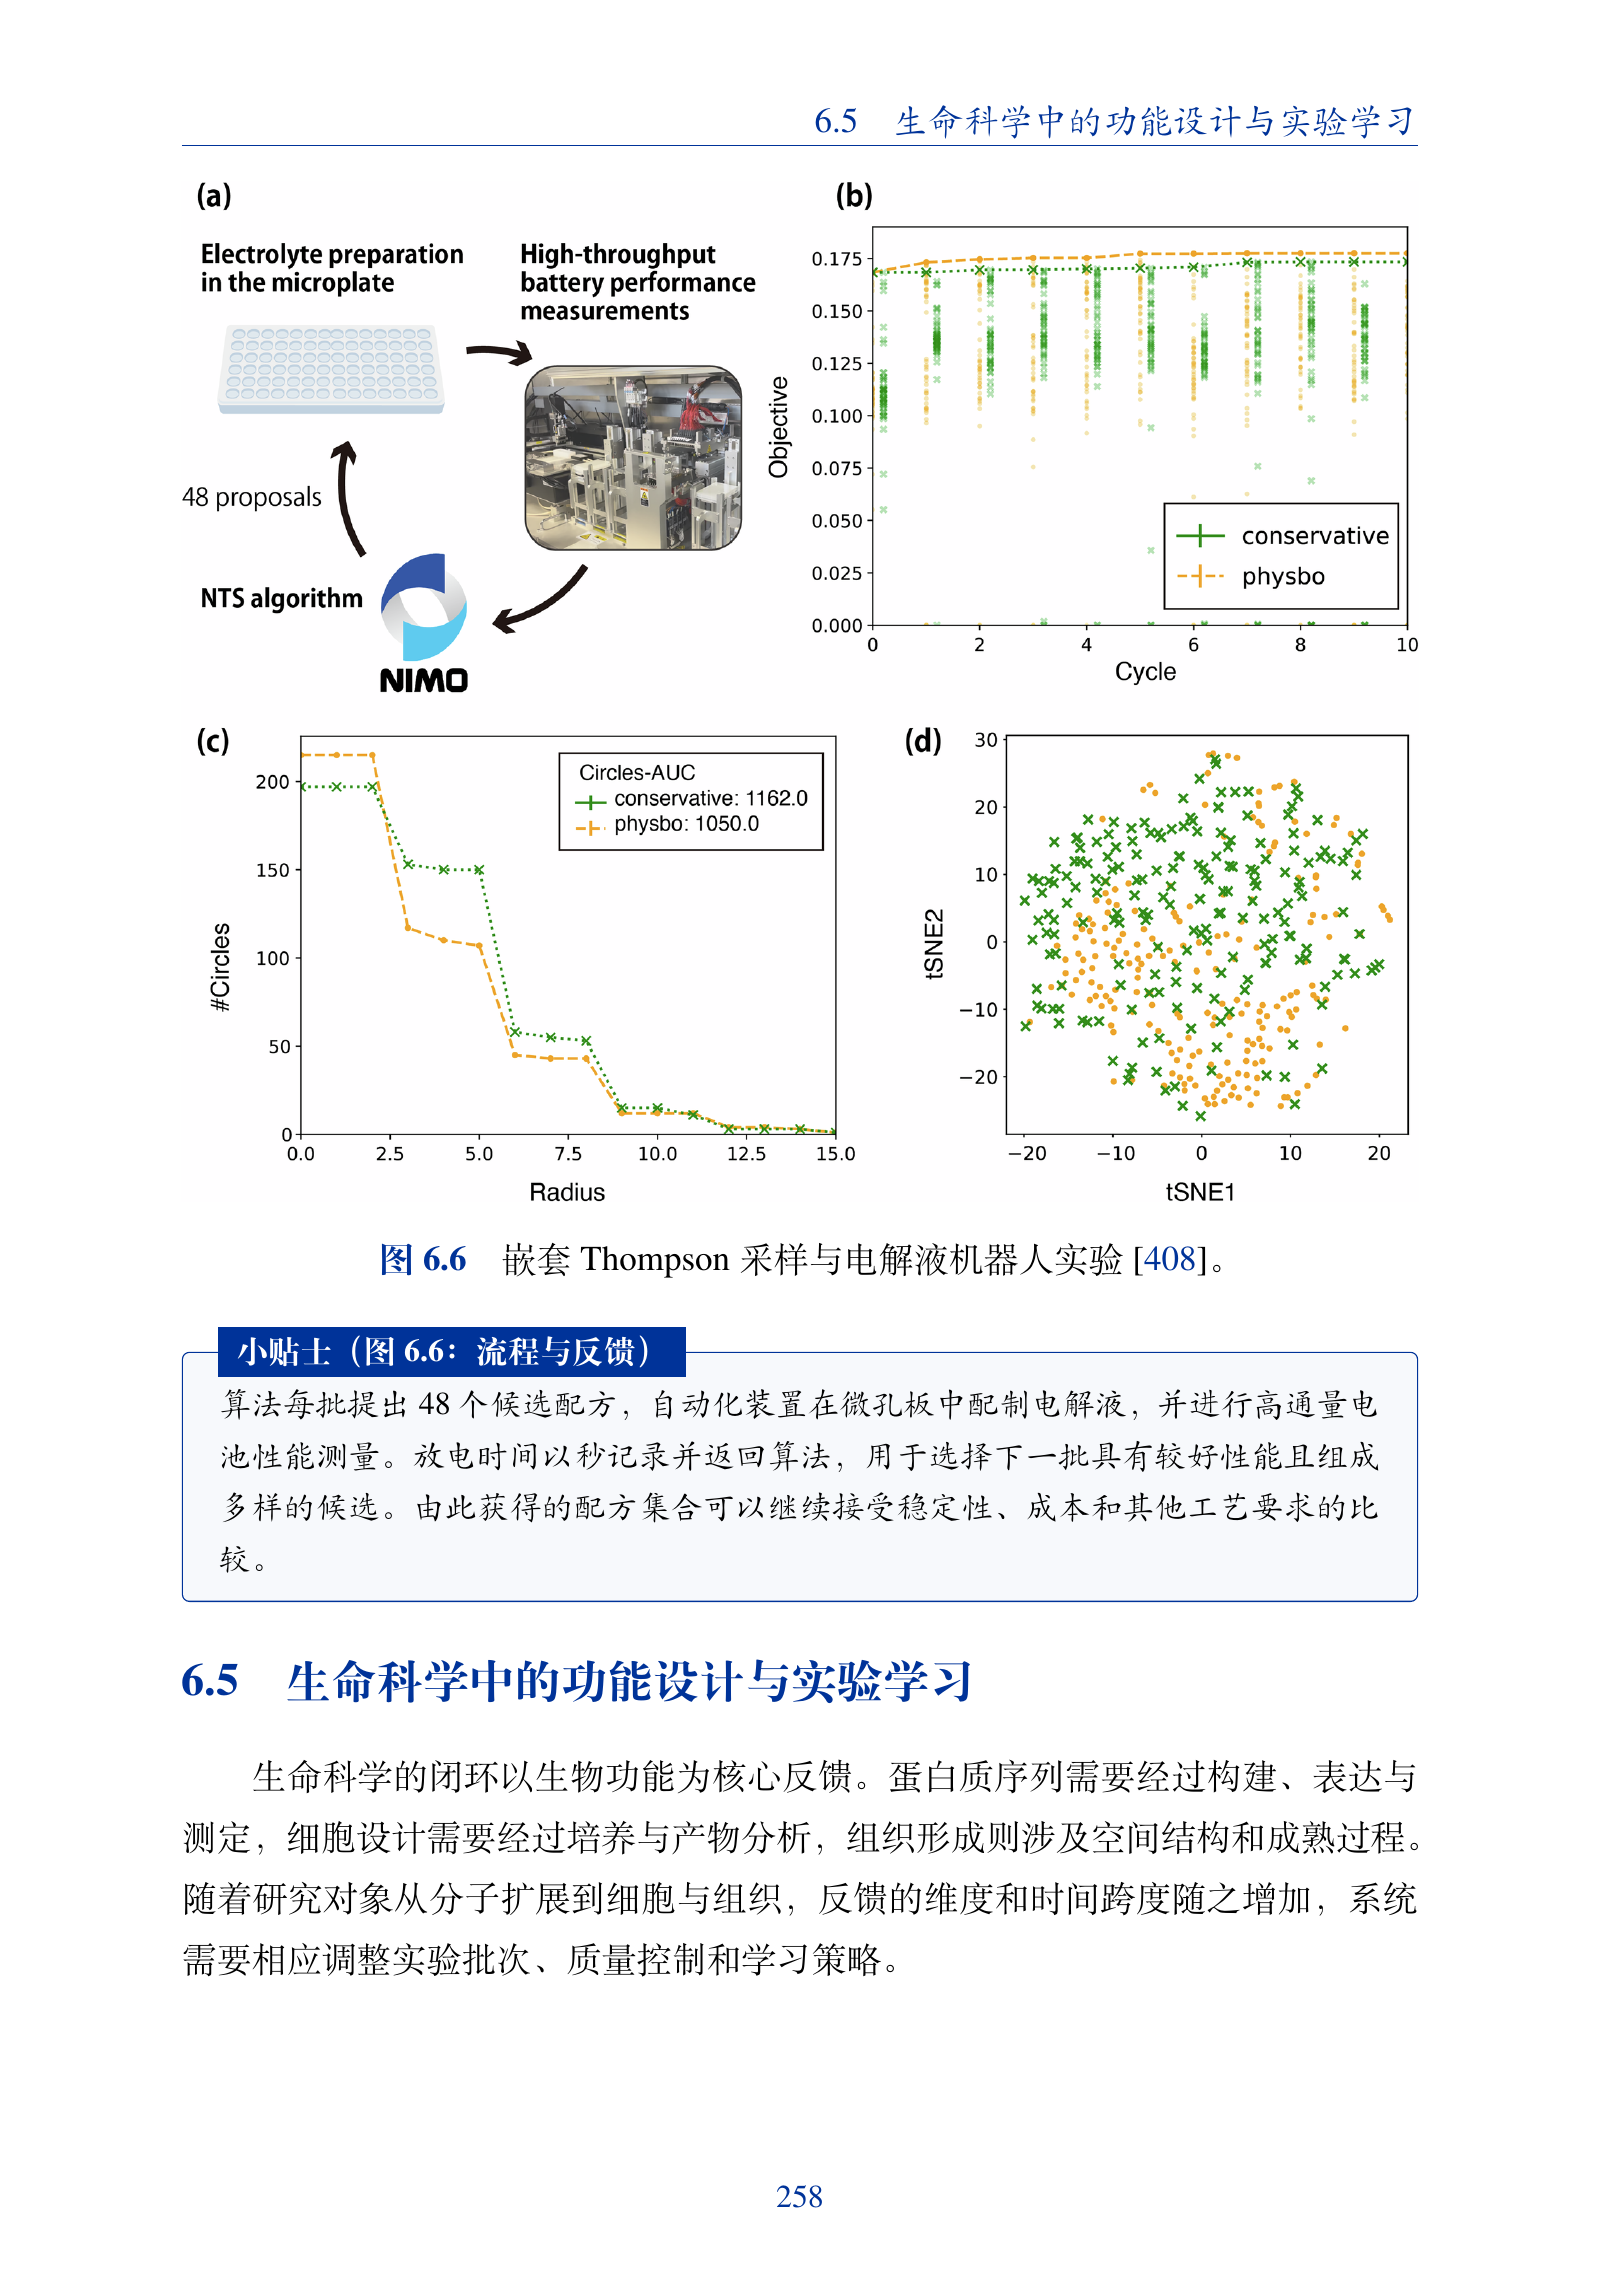 6.5 生命科学中的功能设计与实验学习
(a)
Electrolyte preparation
in the microplate
High-throughput
battery performance
measurements
48 proposals
NTS algorithm
NIMO
(b)
Objective
0.175
0.150
0.125
0.100
0.075
0.050
0.025
0.000
0 2 4 6 8 10
Cycle
conservative
physbo
(c)
#Circles
200
150
100
50
0
0.0 2.5 5.0 7.5 10.0 12.5 15.0
Radius
Circles-AUC
conservative: 1162.0
physbo: 1050.0
(d)
tSNE2
30
20
10
0
−10
−20
−20 −10 0 10 20
tSNE1
图 6.6 嵌套 Thompson 采样与电解液机器人实验 [408]。
小贴士（图 6.6：流程与反馈）
算法每批提出 48 个候选配方，自动化装置在微孔板中配制电解液，并进行高通量电
池性能测量。放电时间以秒记录并返回算法，用于选择下一批具有较好性能且组成
多样的候选。由此获得的配方集合可以继续接受稳定性、成本和其他工艺要求的比
较。
6.5 生命科学中的功能设计与实验学习
生命科学的闭环以生物功能为核心反馈。蛋白质序列需要经过构建、表达与
测定，细胞设计需要经过培养与产物分析，组织形成则涉及空间结构和成熟过程。
随着研究对象从分子扩展到细胞与组织，反馈的维度和时间跨度随之增加，系统
需要相应调整实验批次、质量控制和学习策略。
258